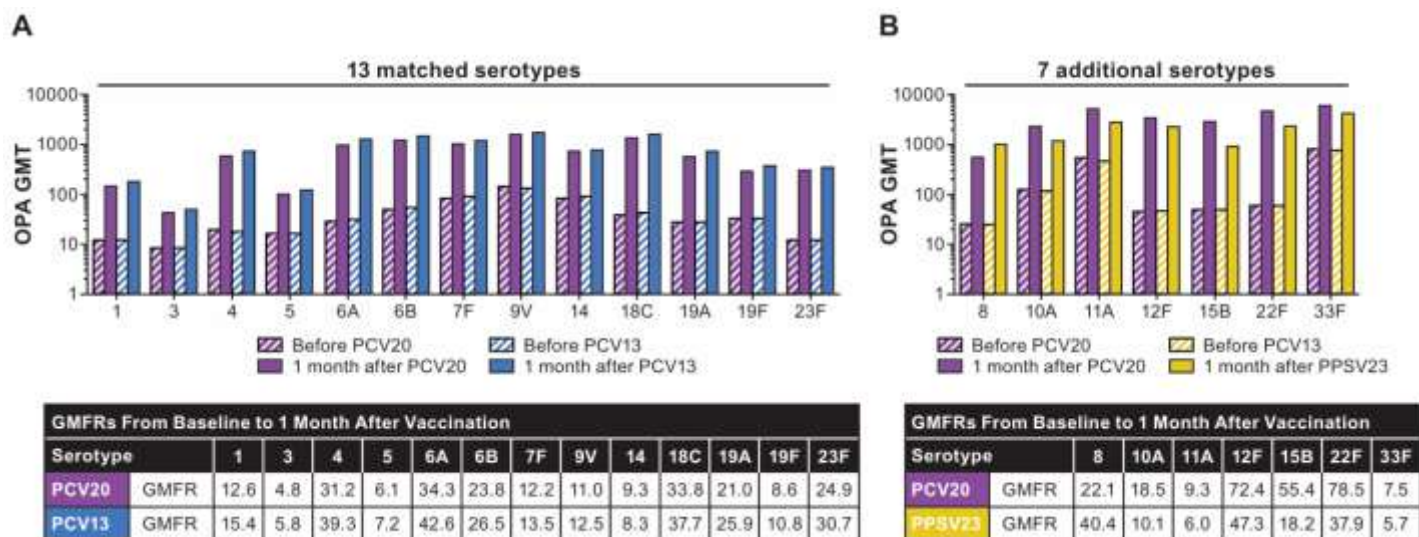 A
13 matched serotypes
OPA GMT
10000
1000
100
10
1
1 3 4 5 6A 6B 7F 9V 14 18C 19A 19F 23F
Before PCV20 Before PCV13
1 month after PCV20 1 month after PCV13
GMFRs From Baseline to 1 Month After Vaccination
Serotype 1 3 4 5 6A 6B 7F 9V 14 18C 19A 19F 23F
PCV20 GMFR 12.6 4.8 31.2 6.1 34.3 23.8 12.2 11.0 9.3 33.8 21.0 8.6 24.9
PCV13 GMFR 15.4 5.8 39.3 7.2 42.6 26.5 13.5 12.5 8.3 37.7 25.9 10.8 30.7
B
7 additional serotypes
OPA GMT
10000
1000
100
10
1
8 10A 11A 12F 15B 22F 33F
Before PCV20 Before PCV13
1 month after PCV20 1 month after PPSV23
GMFRs From Baseline to 1 Month After Vaccination
Serotype 8 10A 11A 12F 15B 22F 33F
PCV20 GMFR 22.1 18.5 9.3 72.4 55.4 78.5 7.5
PPSV23 GMFR 40.4 10.1 6.0 47.3 18.2 37.9 5.7